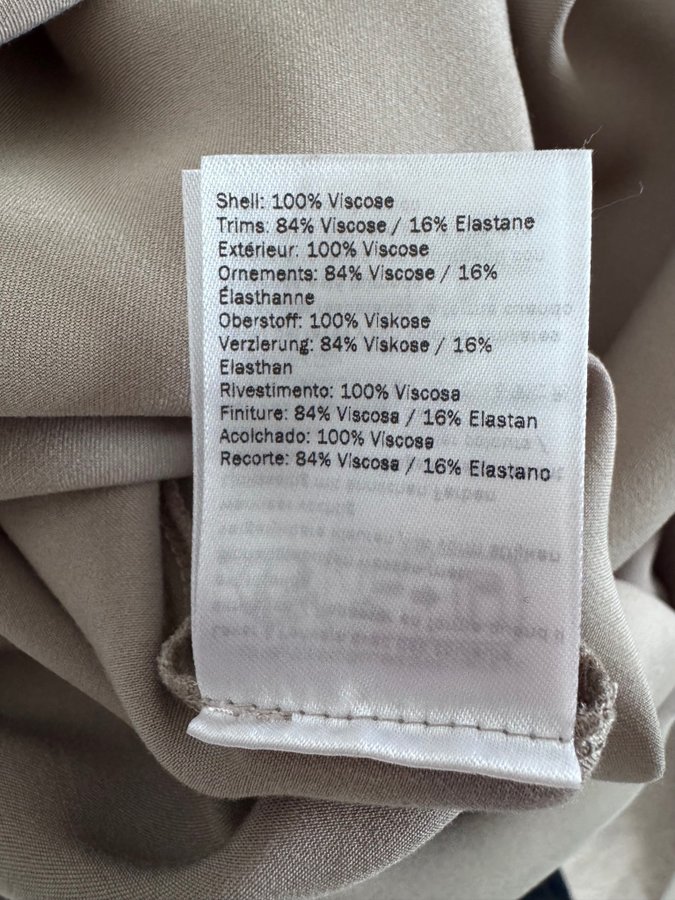 Shell: 100% Viscose
Trims: 84% Viscose / 16% Elastane
Extérieur: 100% Viscose
Ornements: 84% Viscose / 16%
Élasthanne
Oberstoff: 100% Viskose
Verzierung: 84% Viskose / 16%
Elasthan
Rivestimento: 100% Viscosa
Finiture: 84% Viscosa / 16% Elastan
Acolchado: 100% Viscosa
Recorte: 84% Viscosa / 16% Elastano